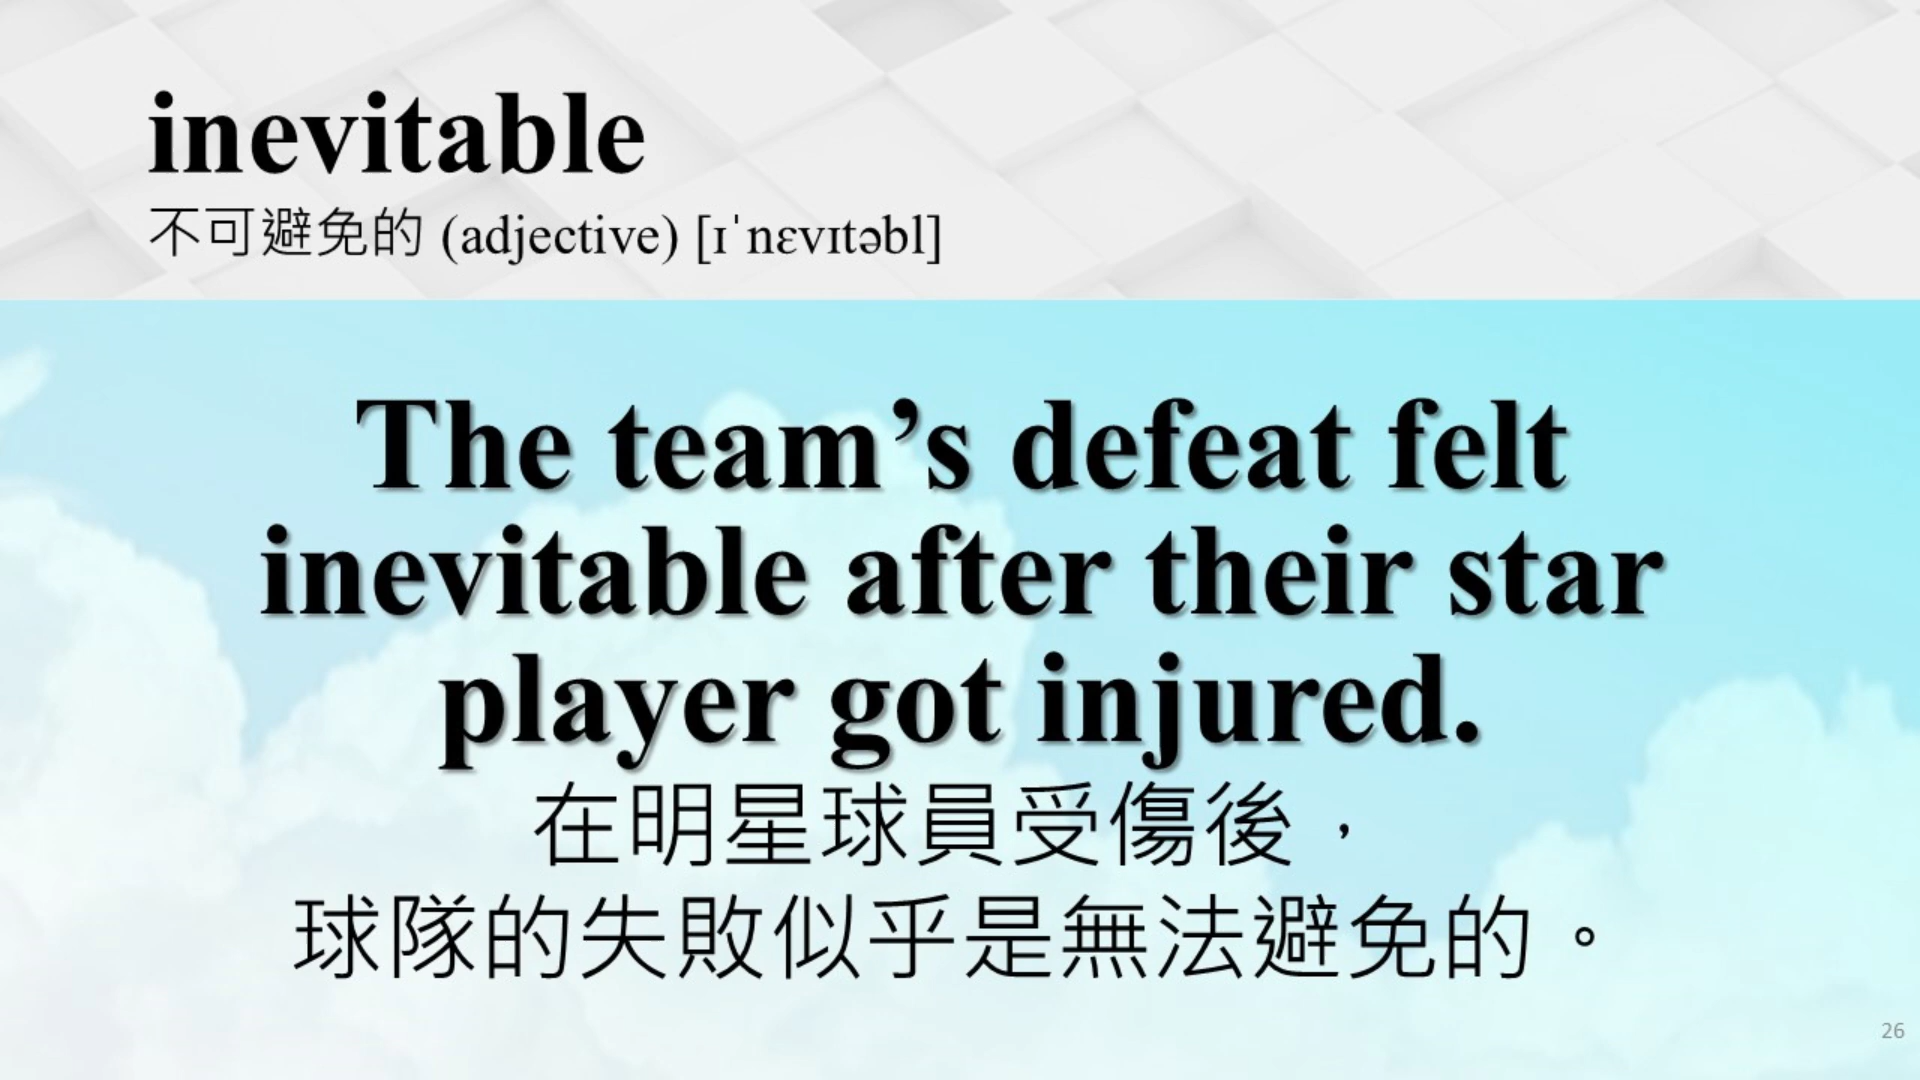 inevitable
不可避免的 (adjective) [ɪˈnɛvɪtəbl]
The team’s defeat felt
inevitable after their star
player got injured.
在明星球員受傷後，
球隊的失敗似乎是無法避免的。
26